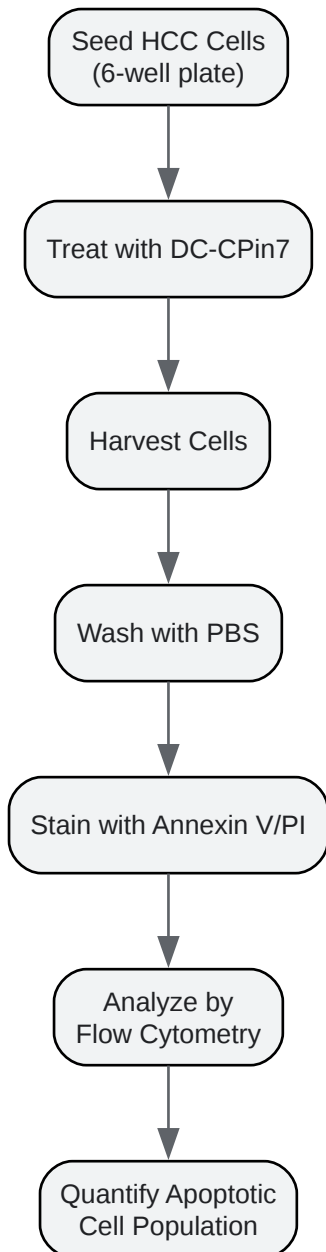 Seed HCC Cells
(6-well plate)
Treat with DC-CPin7
Harvest Cells
Wash with PBS
Stain with Annexin V/PI
Analyze by
Flow Cytometry
Quantify Apoptotic
Cell Population